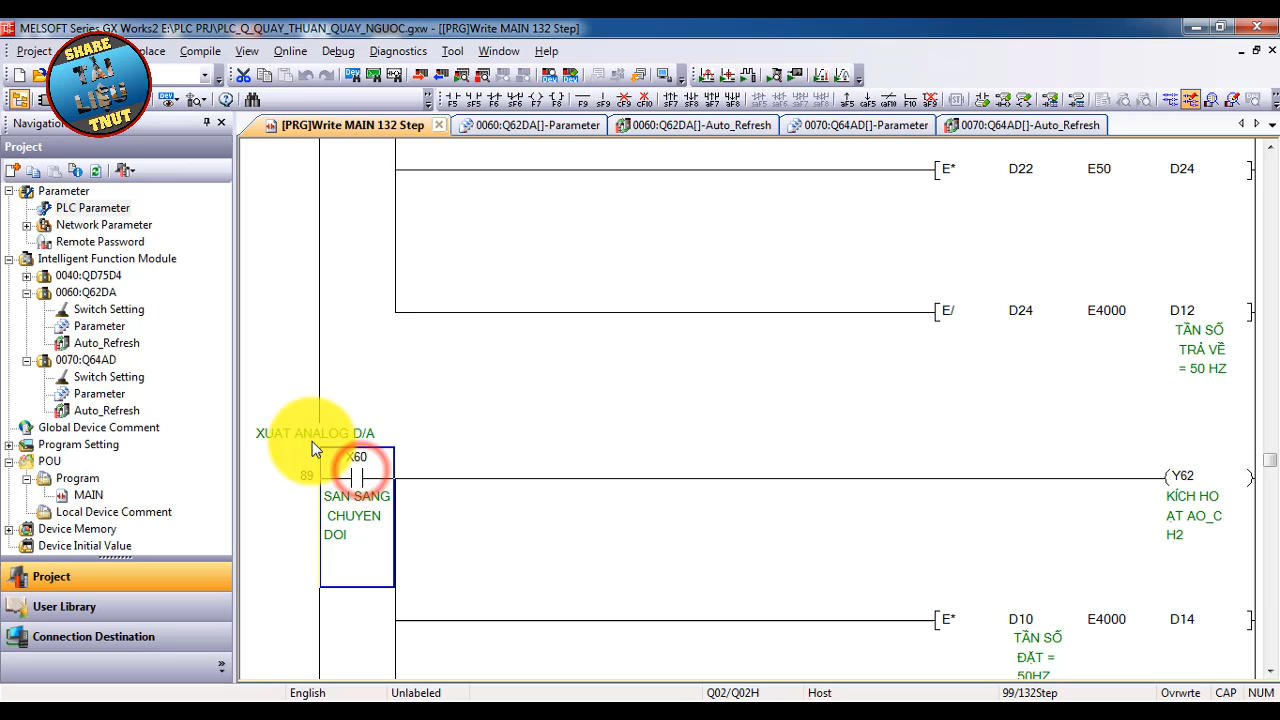 MELSOFT Series GX Works2 E:\PLC PRJ\PLC_Q_QUAY_THUAN_QUAY_NGUOC.gxw - [[PRG]Write MAIN 132 Step]
Project place Compile View Online Debug Diagnostics Tool Window Help
SHARE
TAI
LIEU
TNUT
Navigation
[PRG]Write MAIN 132 Step 0060:Q62DA[]-Parameter 0060:Q62DA[]-Auto_Refresh 0070:Q64AD[]-Parameter 0070:Q64AD[]-Auto_Refresh
Project
Parameter
PLC Parameter
Network Parameter
Remote Password
Intelligent Function Module
0040:QD75D4
0060:Q62DA
Switch Setting
Parameter
Auto_Refresh
0070:Q64AD
Switch Setting
Parameter
Auto_Refresh
Global Device Comment
Program Setting
POU
Program
MAIN
Local Device Comment
Device Memory
Device Initial Value
Project
User Library
Connection Destination
E* D22 E50 D24
E/ D24 E4000 D12
TẦN SỐ
TRẢ VỀ
= 50 HZ
XUAT ANALOG D/A
X60
89
Y62
SAN SANG
CHUYEN
DOI
KÍCH HO
ẠT AO_C
H2
E* D10 E4000 D14
TẦN SỐ
ĐẶT =
50HZ
English Unlabeled Q02/Q02H Host 99/132Step Ovrwrte CAP NUM